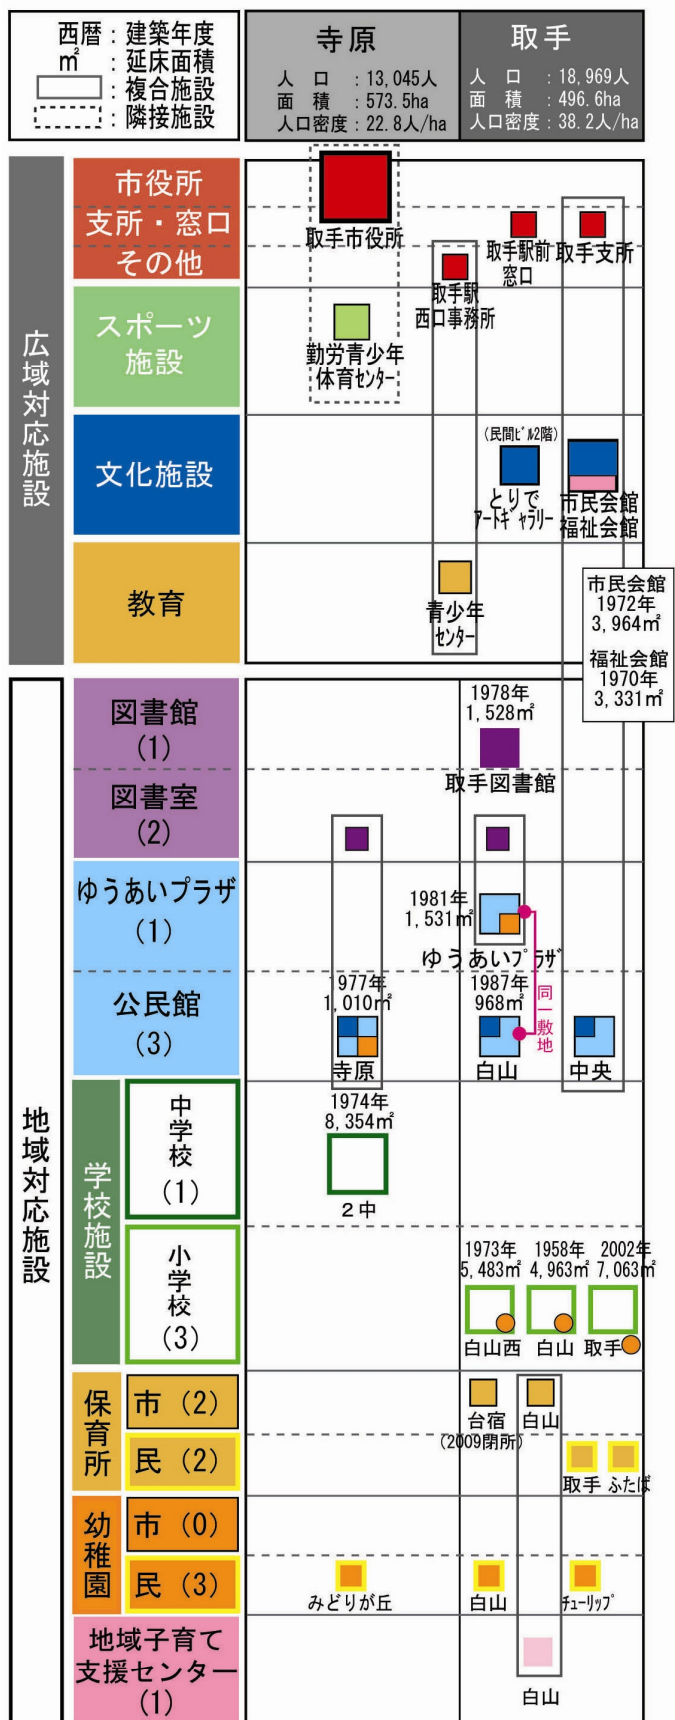 西暦：建築年度
㎡：延床面積
：複合施設
：隣接施設
寺原
人口：13,045人
面積：573.5ha
人口密度：22.8人/ha
取手
人口：18,969人
面積：496.6ha
人口密度：38.2人/ha
広域対応施設
市役所
支所・窓口
その他
取手市役所
取手駅前
窓口
取手支所
取手駅
西口事務所
スポーツ
施設
勤労青少年
体育ｾﾝﾀｰ
文化施設
(民間ﾋﾞﾙ2階)
とりで
ｱｰﾄｷﾞｬﾗﾘｰ
市民会館
福祉会館
教育
青少年
ｾﾝﾀｰ
市民会館
1972年
3,964㎡
福祉会館
1970年
3,331㎡
地域対応施設
図書館
(1)
1978年
1,528㎡
取手図書館
図書室
(2)
ゆうあいプラザ
(1)
1981年
1,531㎡
ゆうあいﾌﾟﾗｻﾞ
同一敷地
公民館
(3)
1977年
1,010㎡
寺原
1987年
968㎡
白山
中央
学校施設
中学校
(1)
1974年
8,354㎡
2中
小学校
(3)
1973年
5,483㎡
白山西
1958年
4,963㎡
白山
2002年
7,063㎡
取手
保育所
市(2)
台宿
(2009閉所)
白山
民(2)
取手
ふたば
幼稚園
市(0)
民(3)
みどりが丘
白山
ﾁｭｰﾘｯﾌﾟ
地域子育て
支援センター
(1)
白山